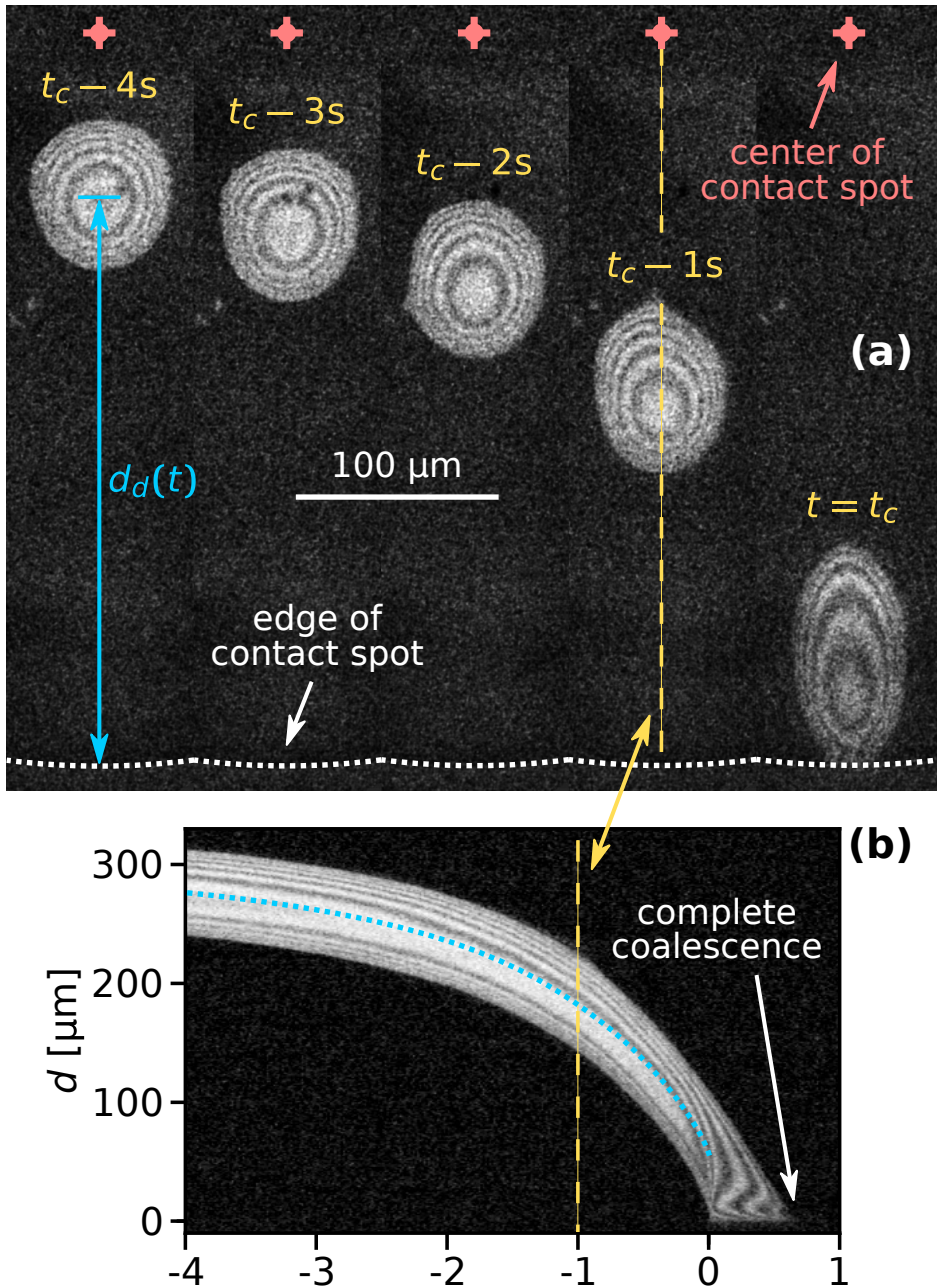 t_c − 4s
t_c − 3s
t_c − 2s
t_c − 1s
center of
contact spot
(a)
100 μm
d_d(t)
t = t_c
edge of
contact spot
(b)
300
200
100
0
d [μm]
complete
coalescence
-4 -3 -2 -1 0 1